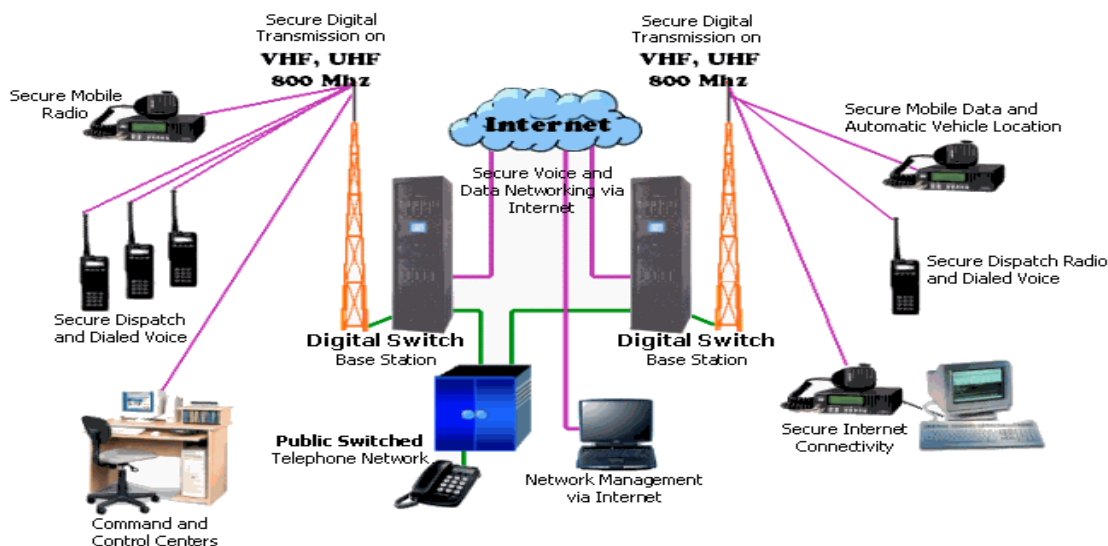 Secure Digital
Transmission on
VHF, UHF
800 Mhz
Secure Digital
Transmission on
VHF, UHF
800 Mhz
Secure Mobile
Radio
Internet
Secure Mobile Data and
Automatic Vehicle Location
Secure Voice and
Data Networking via
Internet
Secure Dispatch
and Dialed Voice
Secure Dispatch Radio
and Dialed Voice
Digital Switch
Base Station
Digital Switch
Base Station
Public Switched
Telephone Network
Secure Internet
Connectivity
Network Management
via Internet
Command and
Control Centers